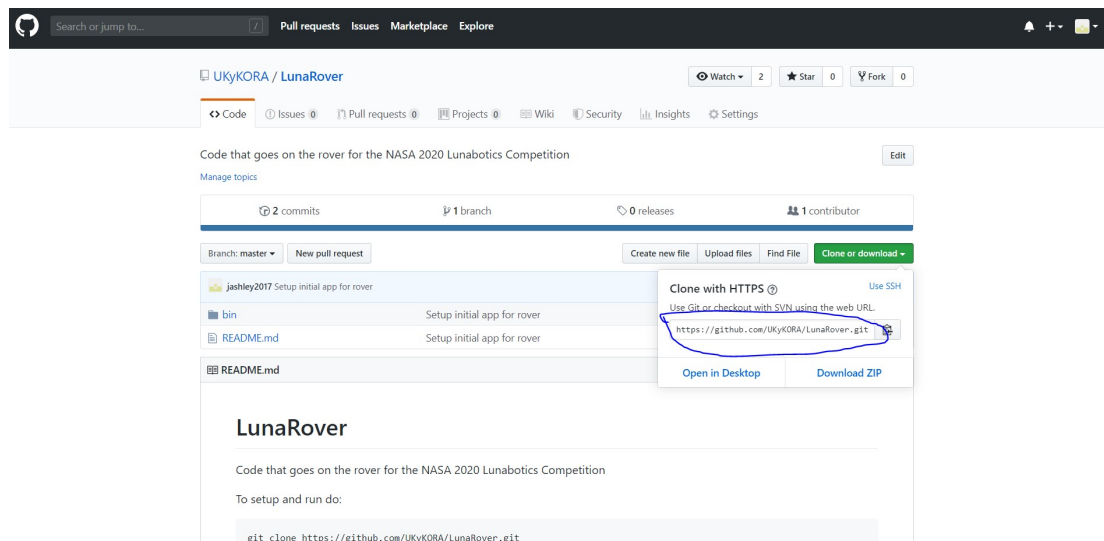 Search or jump to... / Pull requests Issues Marketplace Explore
UKyKORA / LunaRover Watch 2 Star 0 Fork 0
Code Issues 0 Pull requests 0 Projects 0 Wiki Security Insights Settings
Code that goes on the rover for the NASA 2020 Lunabotics Competition Edit
Manage topics
2 commits 1 branch 0 releases 1 contributor
Branch: master New pull request Create new file Upload files Find File Clone or download
jashley2017 Setup initial app for rover
bin Setup initial app for rover
README.md Setup initial app for rover
Clone with HTTPS Use SSH
Use Git or checkout with SVN using the web URL.
https://github.com/UKyKORA/LunaRover.git
Open in Desktop Download ZIP
README.md
LunaRover
Code that goes on the rover for the NASA 2020 Lunabotics Competition
To setup and run do:
git clone https://github.com/UKyKORA/LunaRover.git